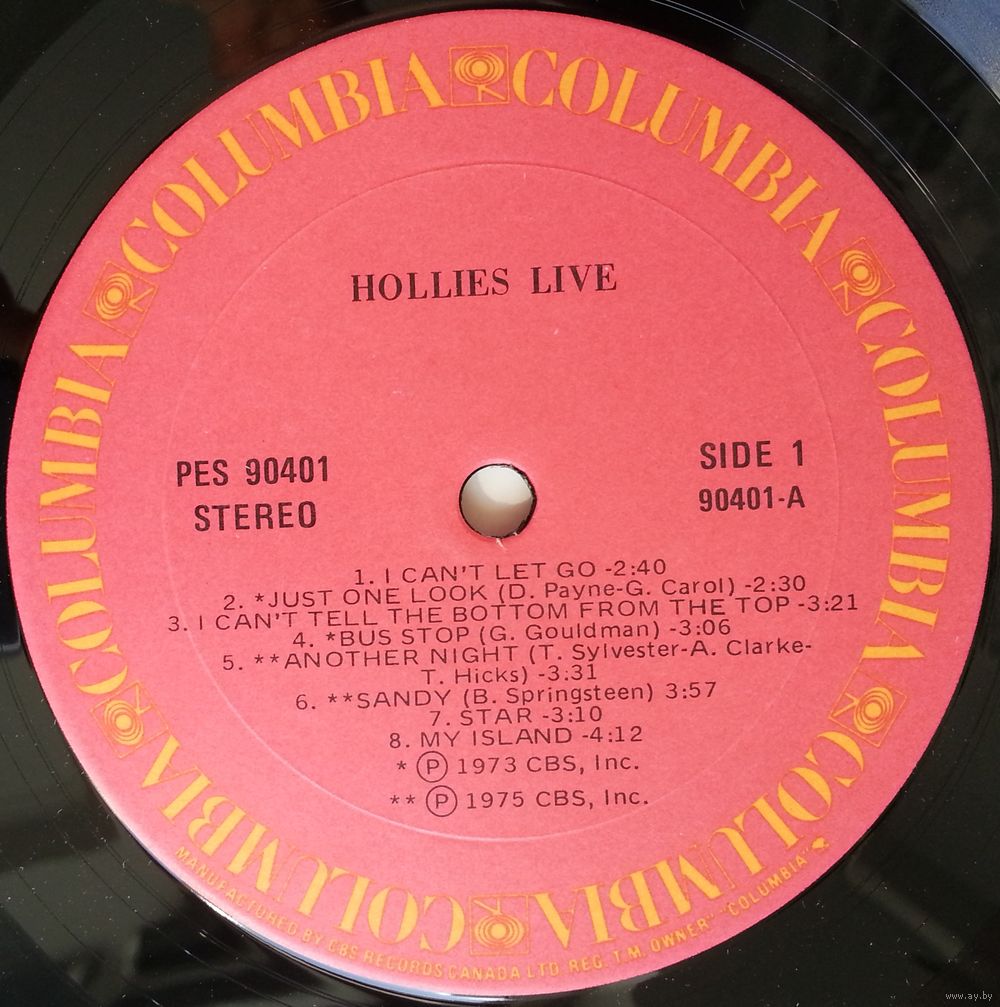 COLUMBIA COLUMBIA COLUMBIA COLUMBIA COLUMBIA COLUMBIA
HOLLIES LIVE
PES 90401
STEREO
SIDE 1
90401-A
1. I CAN'T LET GO -2:40
2. *JUST ONE LOOK (D. Payne-G. Carol) -2:30
3. I CAN'T TELL THE BOTTOM FROM THE TOP -3:21
4. *BUS STOP (G. Gouldman) -3:06
5. **ANOTHER NIGHT (T. Sylvester-A. Clarke-
T. Hicks) -3:31
6. **SANDY (B. Springsteen) 3:57
7. STAR -3:10
8. MY ISLAND -4:12
* Ⓟ 1973 CBS, Inc.
** Ⓟ 1975 CBS, Inc.
MANUFACTURED BY CBS RECORDS CANADA LTD. REG. T.M. OWNER "COLUMBIA"
www.ay.by